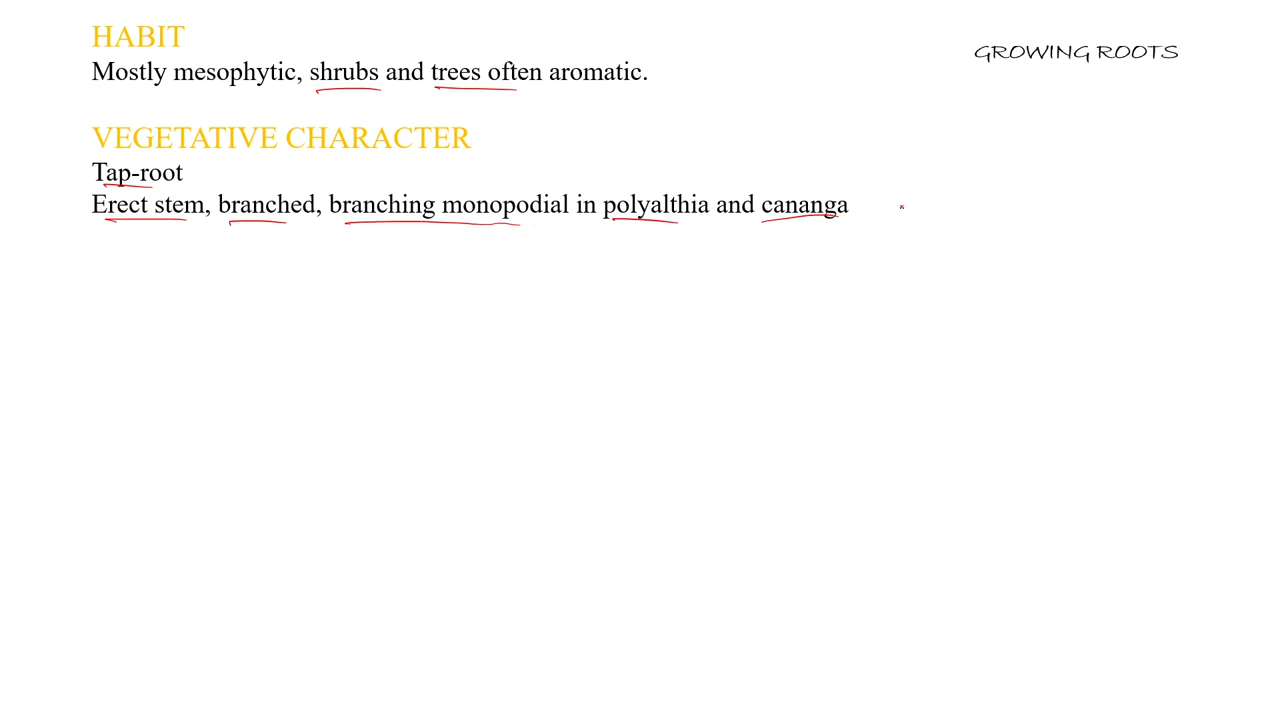 HABIT
GROWING ROOTS
Mostly mesophytic, shrubs and trees often aromatic.
VEGETATIVE CHARACTER
Tap-root
Erect stem, branched, branching monopodial in polyalthia and cananga